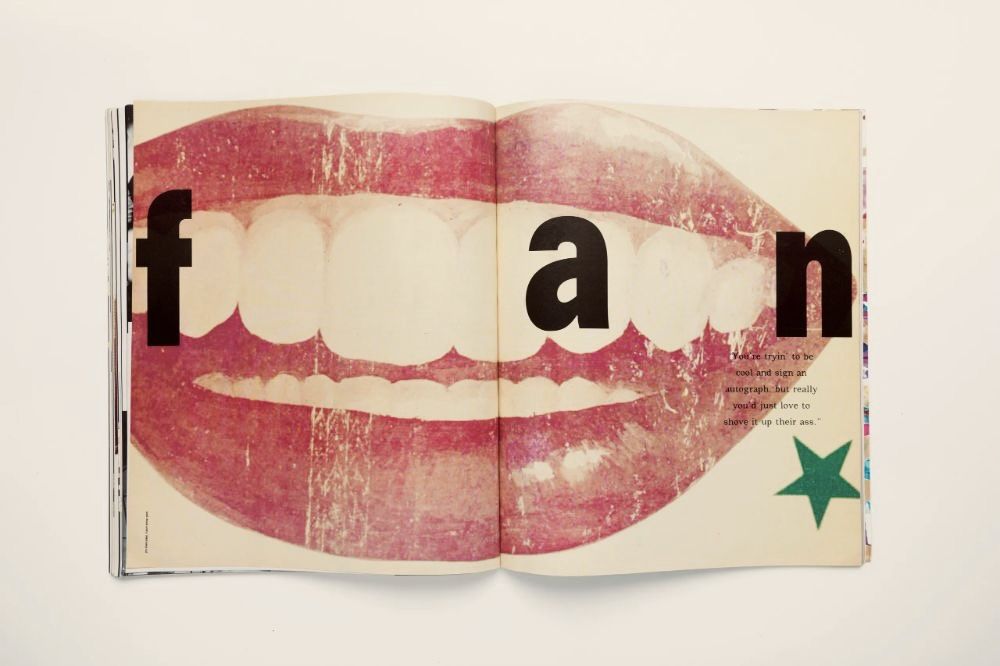 f a n
"You're tryin' to be
cool and sign an
autograph, but really
you'd just love to
shove it up their ass."